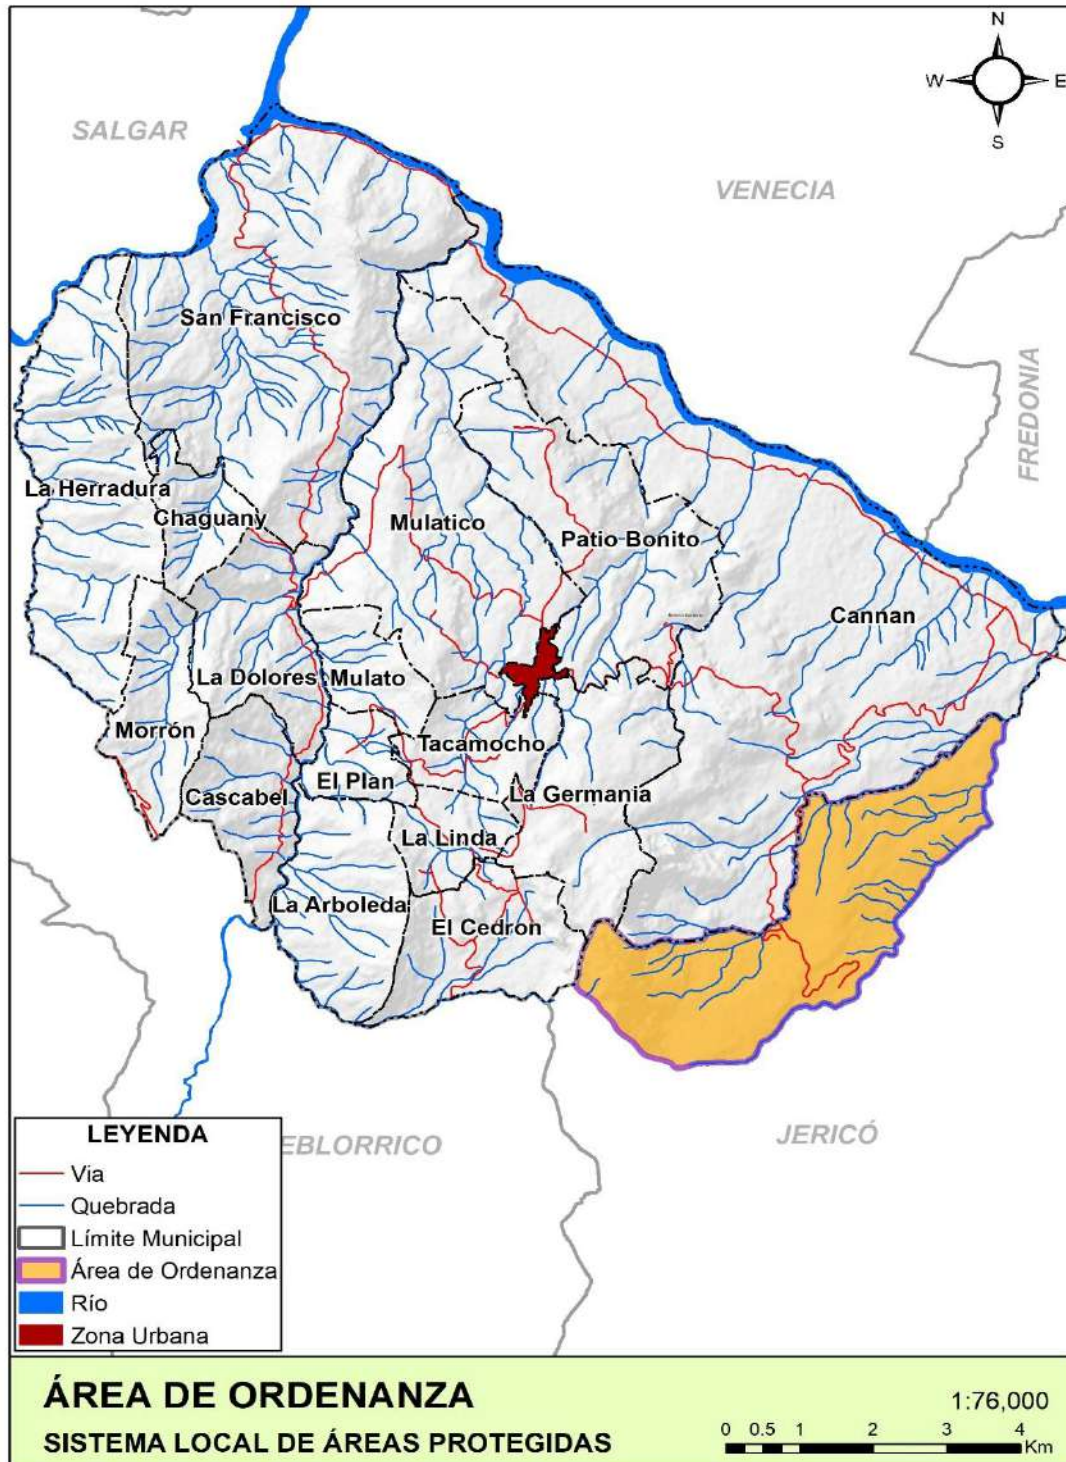 N
W E
S
SALGAR
VENECIA
FREDONIA
San Francisco
La Herradura
Chaguany
Mulatico
Patio Bonito
Cannan
La Dolores
Mulato
Morrón
Tacamocho
El Plan
Cascabel
La Germania
La Linda
La Arboleda
El Cedron
EBLORRICO
JERICÓ
LEYENDA
Via
Quebrada
Límite Municipal
Área de Ordenanza
Río
Zona Urbana
ÁREA DE ORDENANZA
SISTEMA LOCAL DE ÁREAS PROTEGIDAS
1:76,000
0 0.5 1 2 3 4
Km